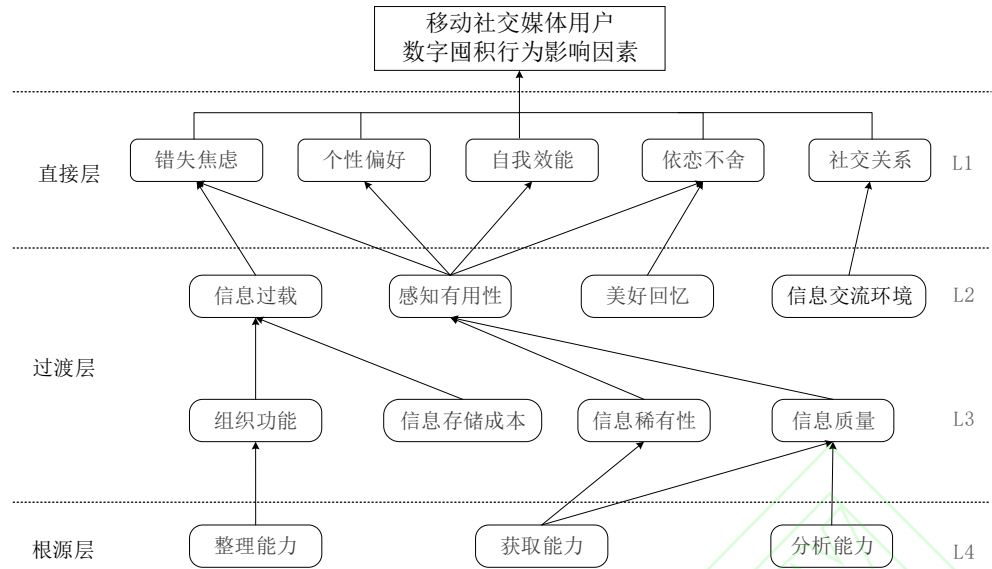 移动社交媒体用户
数字囤积行为影响因素
直接层
错失焦虑
个性偏好
自我效能
依恋不舍
社交关系
L1
过渡层
信息过载
感知有用性
美好回忆
信息交流环境
L2
组织功能
信息存储成本
信息稀有性
信息质量
L3
根源层
整理能力
获取能力
分析能力
L4